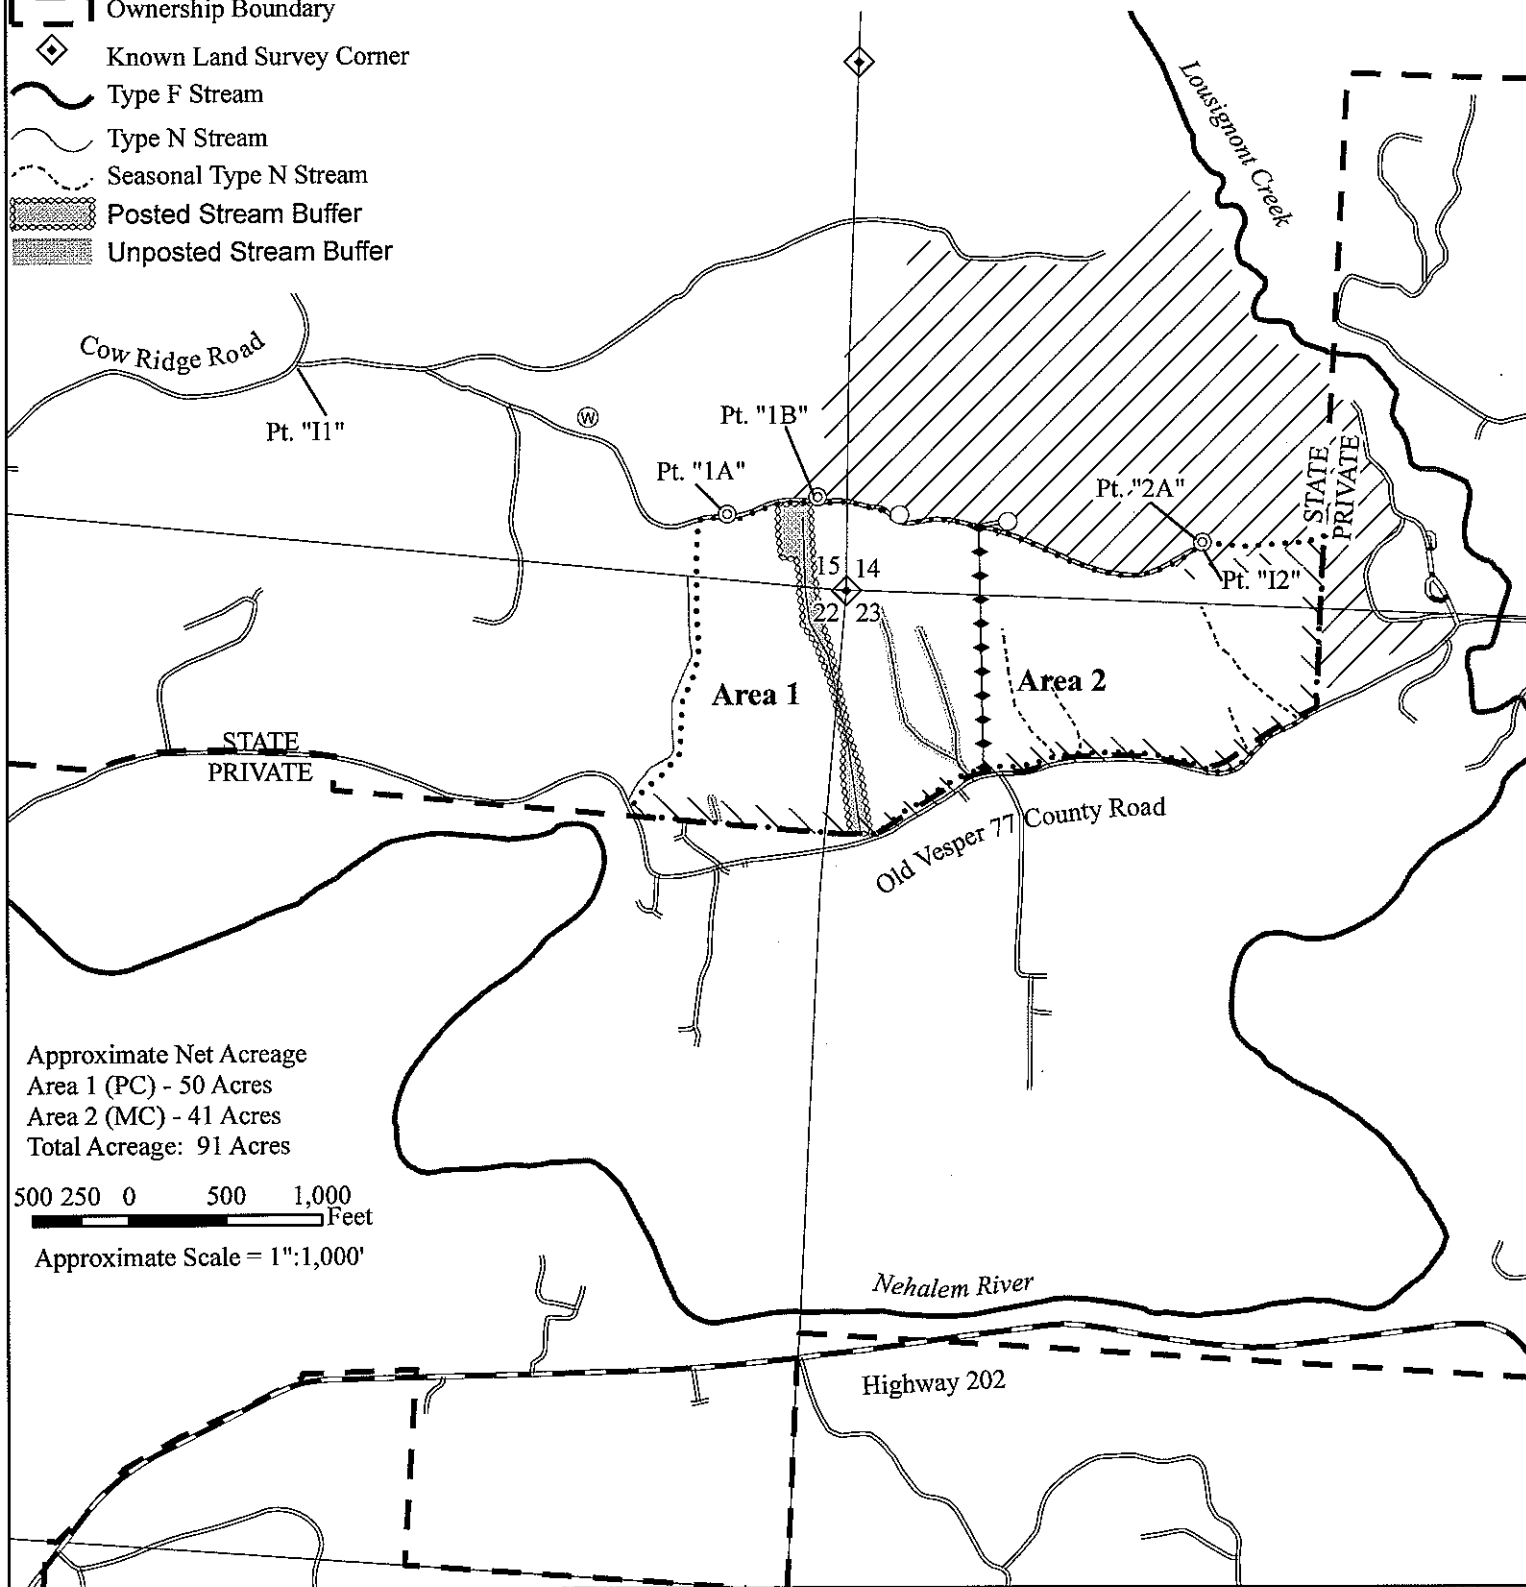 Ownership Boundary
Known Land Survey Corner
Type F Stream
Type N Stream
Seasonal Type N Stream
Posted Stream Buffer
Unposted Stream Buffer
Lousignont Creek
Cow Ridge Road
Pt. "I1"
W
Pt. "1B"
Pt. "1A"
Pt. "2A"
STATE
PRIVATE
Pt. "I2"
15 14
22 23
Area 1
Area 2
STATE
PRIVATE
Old Vesper 77 County Road
Approximate Net Acreage
Area 1 (PC) - 50 Acres
Area 2 (MC) - 41 Acres
Total Acreage: 91 Acres
500 250 0 500 1,000
Feet
Approximate Scale = 1":1,000'
Nehalem River
Highway 202